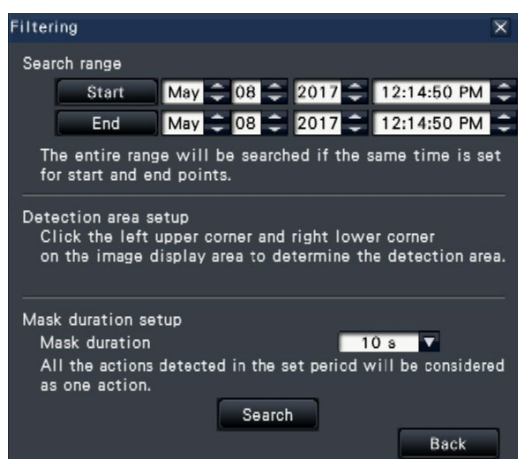 Filtering
Search range
Start May 08 2017 12:14:50 PM
End May 08 2017 12:14:50 PM
The entire range will be searched if the same time is set
for start and end points.
Detection area setup
Click the left upper corner and right lower corner
on the image display area to determine the detection area.
Mask duration setup
Mask duration 10 s
All the actions detected in the set period will be considered
as one action.
Search
Back